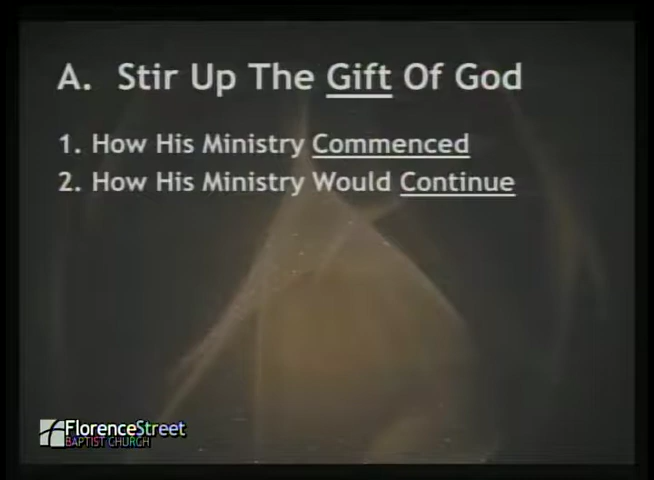 A. Stir Up The Gift Of God
1. How His Ministry Commenced
2. How His Ministry Would Continue
FlorenceStreet
BAPTIST CHURCH